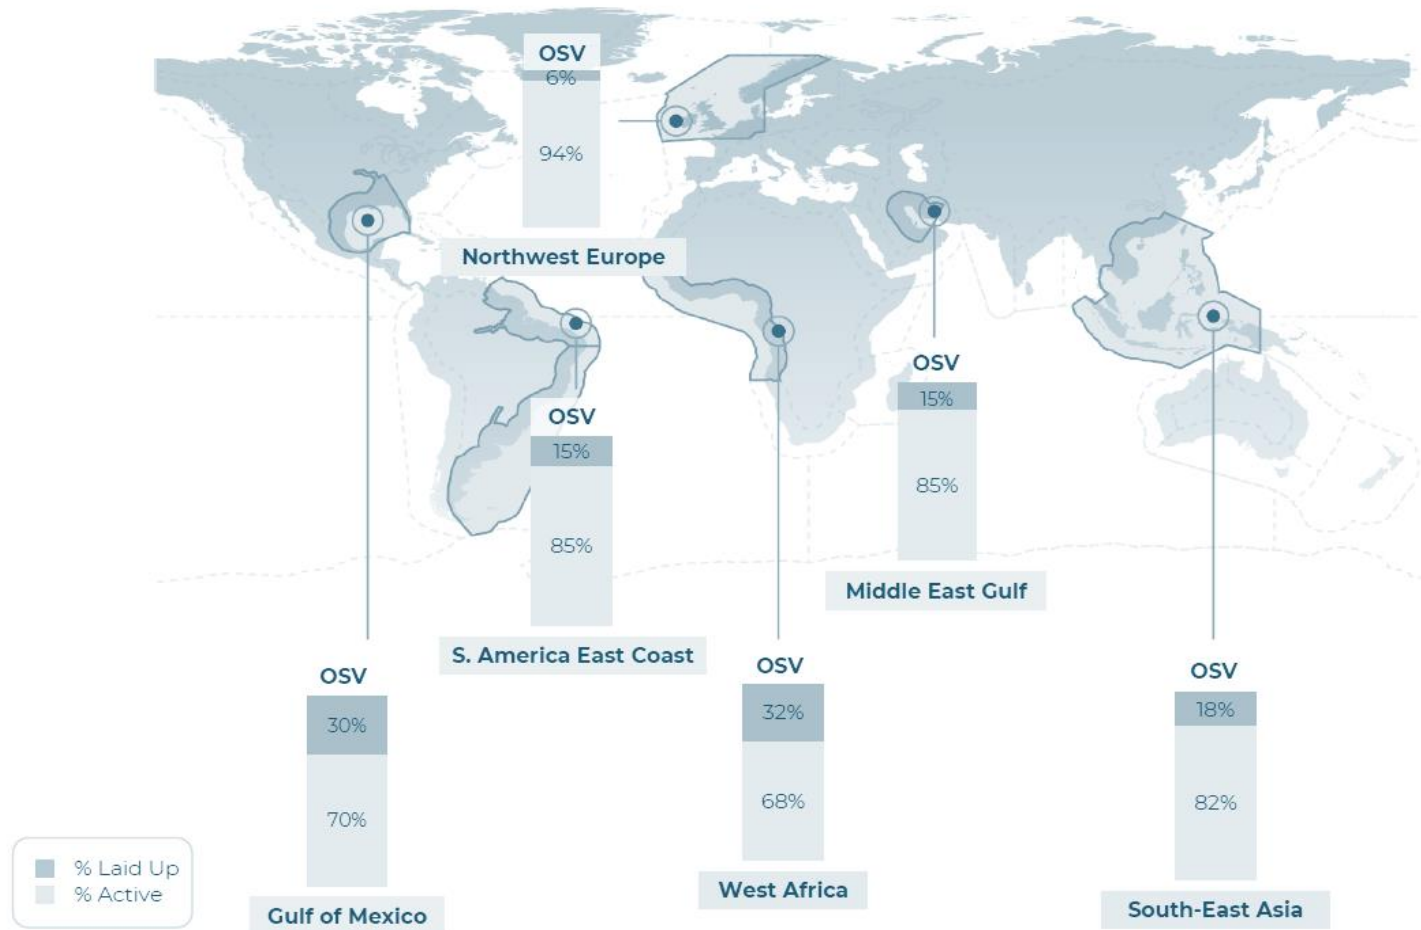 OSV
6%
94%
Northwest Europe
OSV
15%
85%
Middle East Gulf
OSV
15%
85%
S. America East Coast
OSV
30%
70%
Gulf of Mexico
OSV
32%
68%
West Africa
OSV
18%
82%
South-East Asia
% Laid Up
% Active